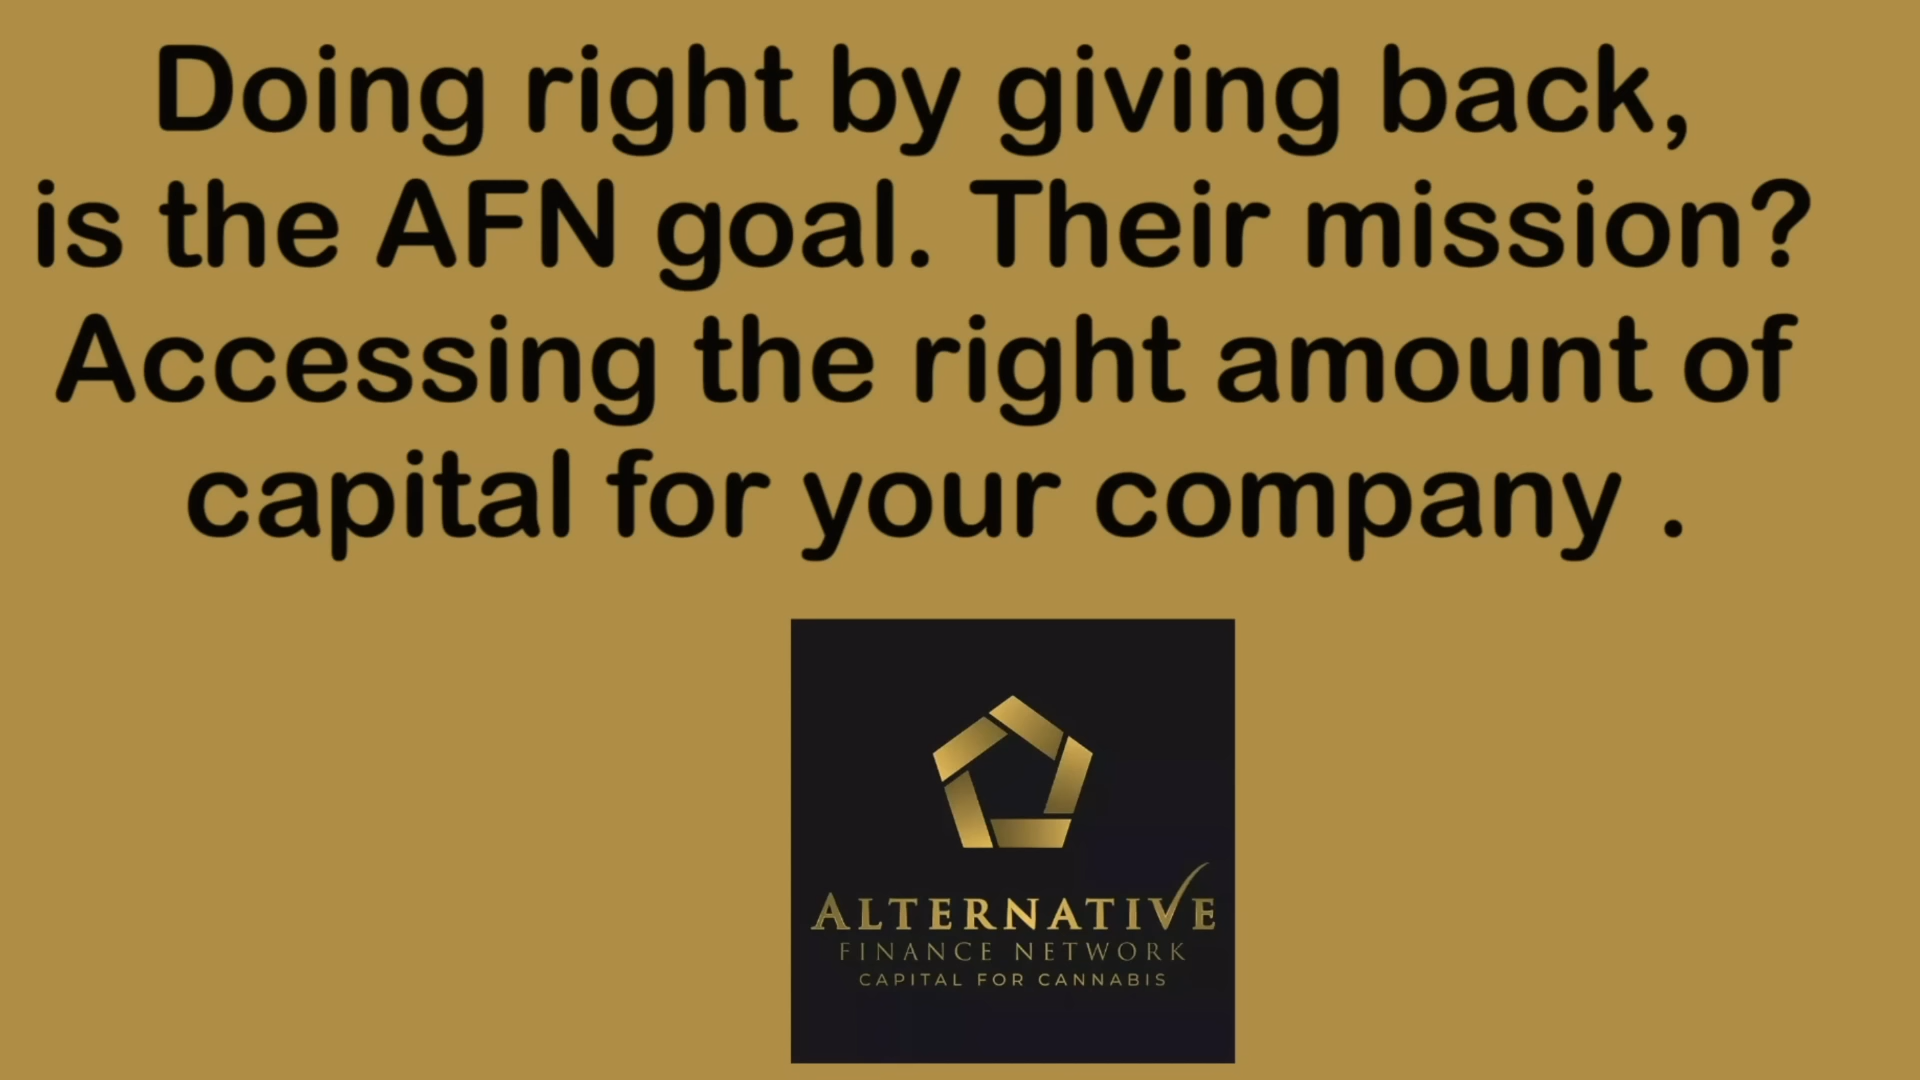 Doing right by giving back,
is the AFN goal. Their mission?
Accessing the right amount of
capital for your company .
ALTERNATIVE
FINANCE NETWORK
CAPITAL FOR CANNABIS